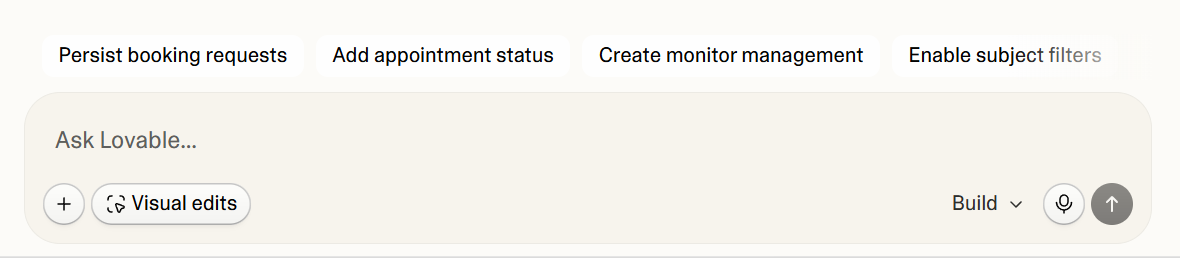 Persist booking requests Add appointment status Create monitor management Enable subject filters
Ask Lovable...
Visual edits Build